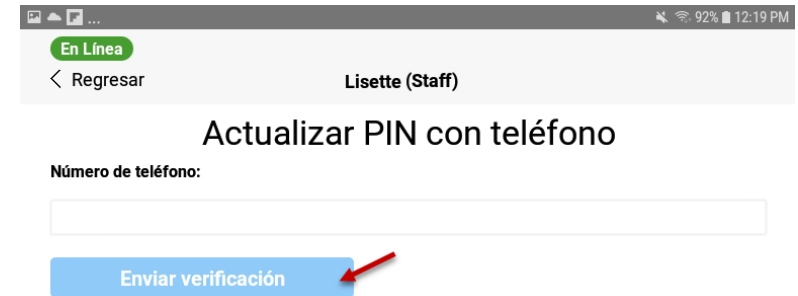 ... 92% 12:19 PM
En Línea
Regresar Lisette (Staff)
Actualizar PIN con teléfono
Número de teléfono:
Enviar verificación